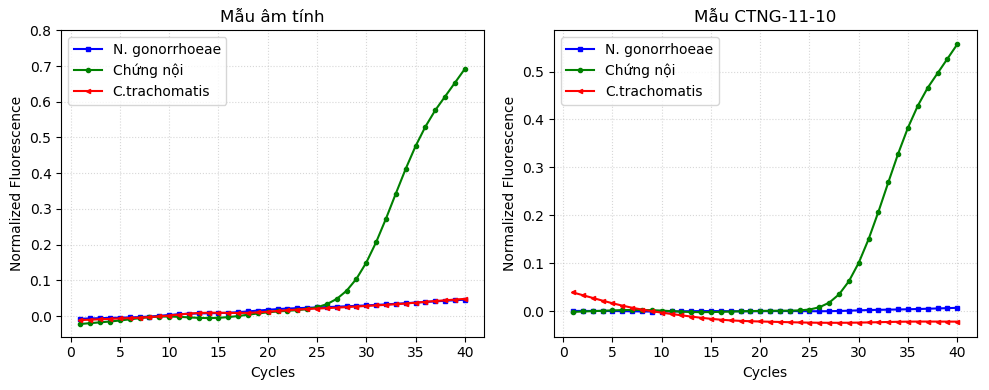 Mẫu âm tính
N. gonorrhoeae
Chứng nội
C.trachomatis
Normalized Fluorescence
0.8
0.7
0.6
0.5
0.4
0.3
0.2
0.1
0.0
0 5 10 15 20 25 30 35 40
Cycles
Mẫu CTNG-11-10
N. gonorrhoeae
Chứng nội
C.trachomatis
Normalized Fluorescence
0.5
0.4
0.3
0.2
0.1
0.0
0 5 10 15 20 25 30 35 40
Cycles